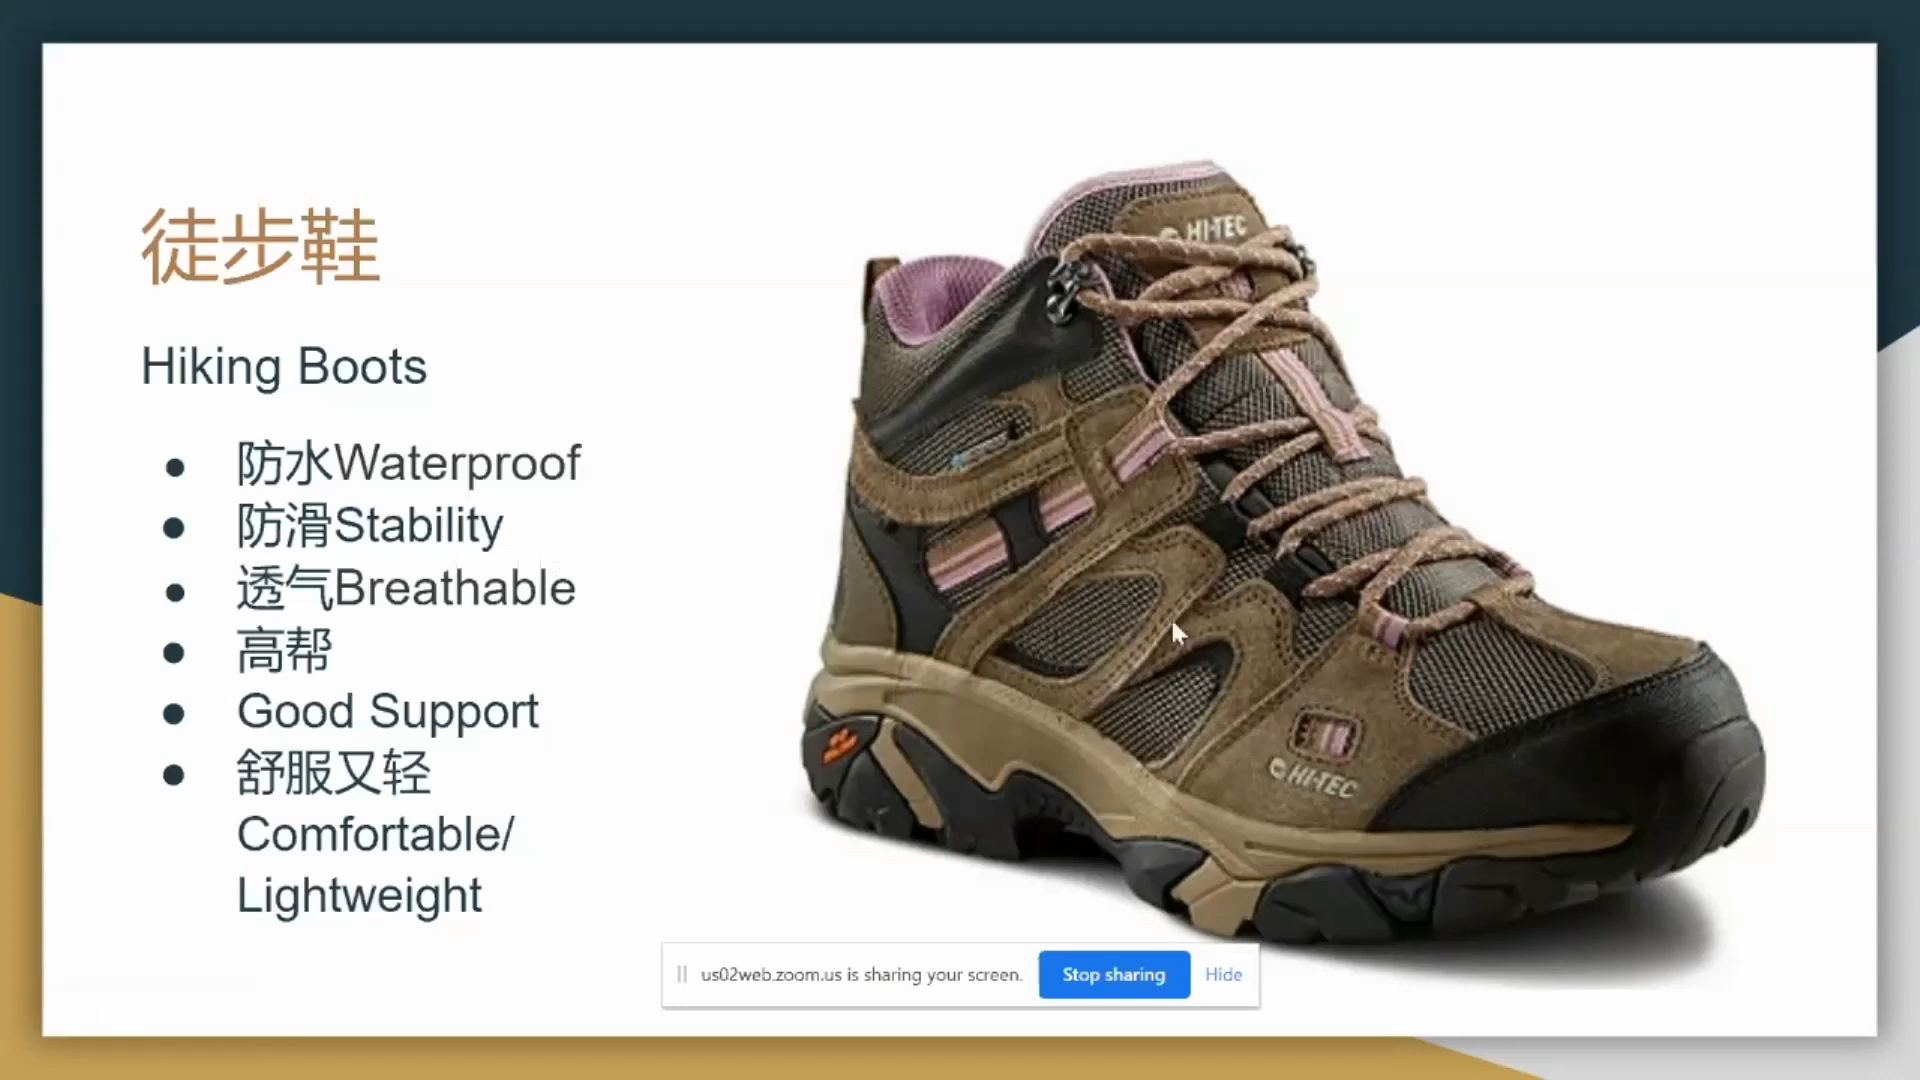 徒步鞋
Hiking Boots
防水Waterproof
防滑Stability
透气Breathable
高帮
Good Support
舒服又轻
Comfortable/
Lightweight
HI-TEC
HI-TEC
us02web.zoom.us is sharing your screen.
Stop sharing
Hide